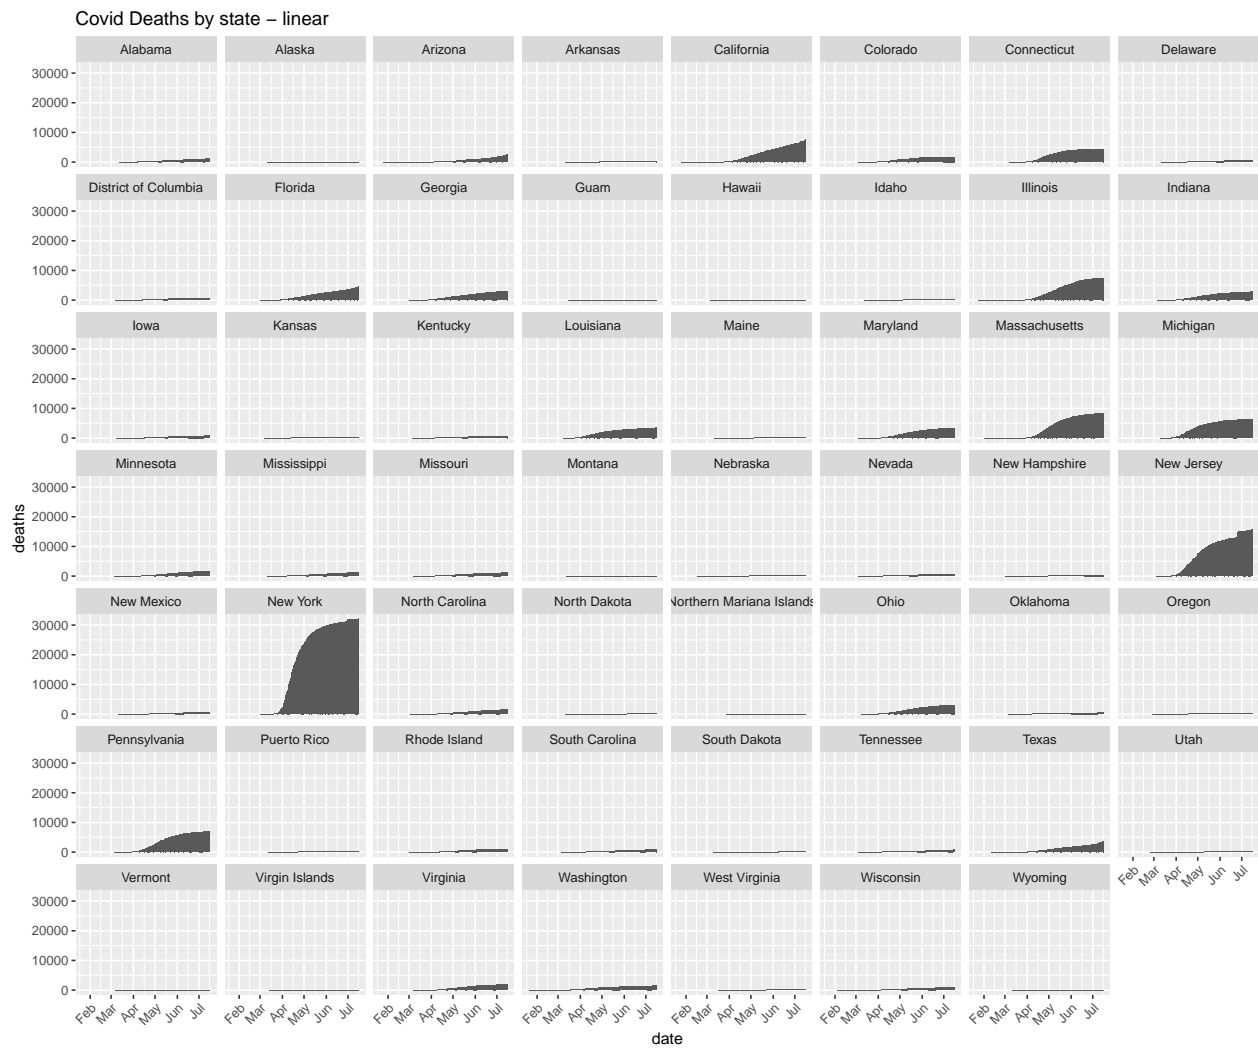 Covid Deaths by state – linear
Alabama Alaska Arizona Arkansas California Colorado Connecticut Delaware
30000
20000
10000
0
District of Columbia Florida Georgia Guam Hawaii Idaho Illinois Indiana
30000
20000
10000
0
Iowa Kansas Kentucky Louisiana Maine Maryland Massachusetts Michigan
30000
20000
10000
0
Minnesota Mississippi Missouri Montana Nebraska Nevada New Hampshire New Jersey
30000
20000
10000
0
deaths
New Mexico New York North Carolina North Dakota Northern Mariana Islands Ohio Oklahoma Oregon
30000
20000
10000
0
Pennsylvania Puerto Rico Rhode Island South Carolina South Dakota Tennessee Texas Utah
30000
20000
10000
0
Feb Mar Apr May Jun Jul
Vermont Virgin Islands Virginia Washington West Virginia Wisconsin Wyoming
30000
20000
10000
0
Feb Mar Apr May Jun Jul Feb Mar Apr May Jun Jul Feb Mar Apr May Jun Jul Feb Mar Apr May Jun Jul Feb Mar Apr May Jun Jul Feb Mar Apr May Jun Jul Feb Mar Apr May Jun Jul
date